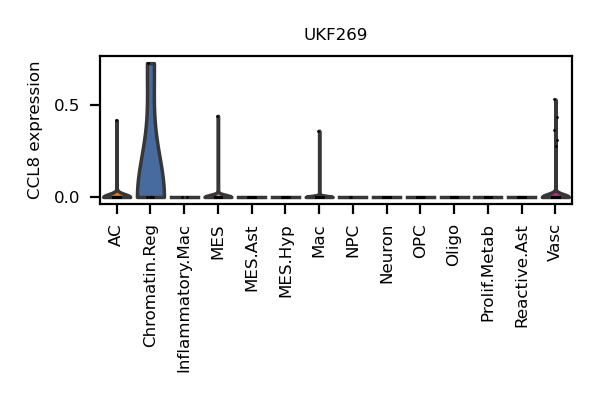 UKF269
CCL8 expression
0.5
0.0
AC
Chromatin.Reg
Inflammatory.Mac
MES
MES.Ast
MES.Hyp
Mac
NPC
Neuron
OPC
Oligo
Prolif.Metab
Reactive.Ast
Vasc